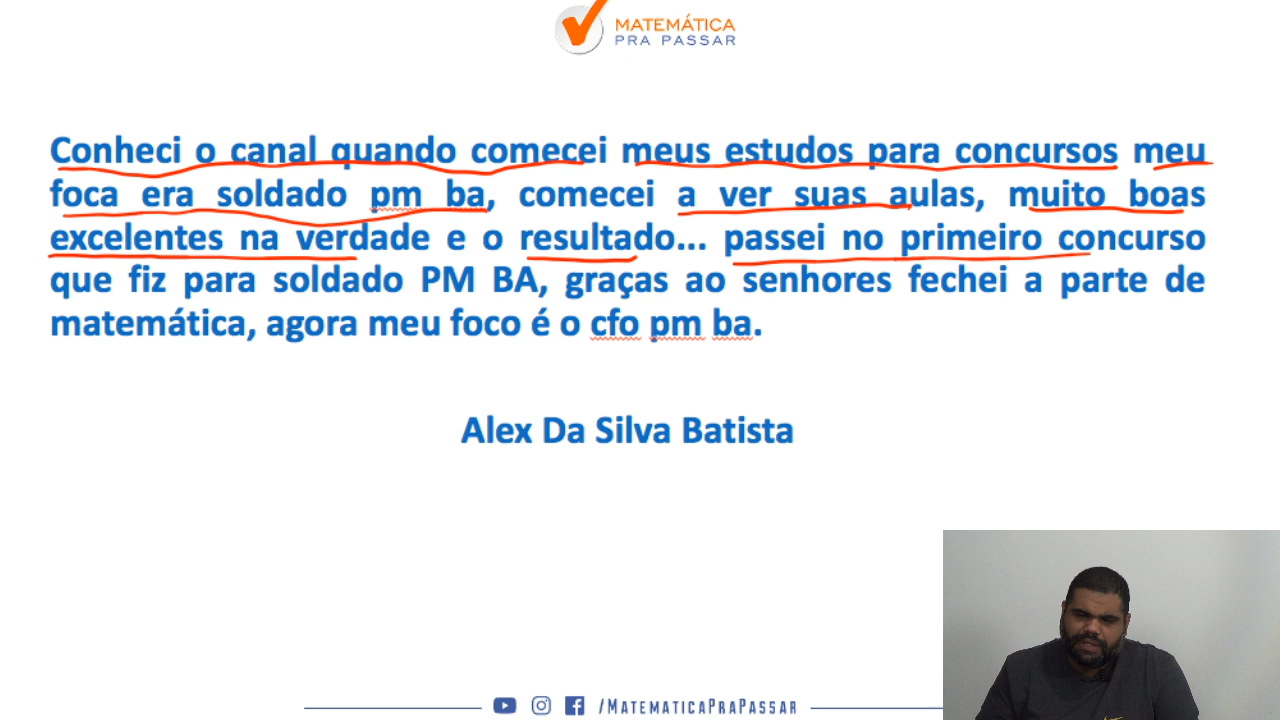 MATEMÁTICA
PRA PASSAR
Conheci o canal quando comecei meus estudos para concursos meu
foca era soldado pm ba, comecei a ver suas aulas, muito boas
excelentes na verdade e o resultado... passei no primeiro concurso
que fiz para soldado PM BA, graças ao senhores fechei a parte de
matemática, agora meu foco é o cfo pm ba.
Alex Da Silva Batista
/MATEMATICAPRAPASSAR